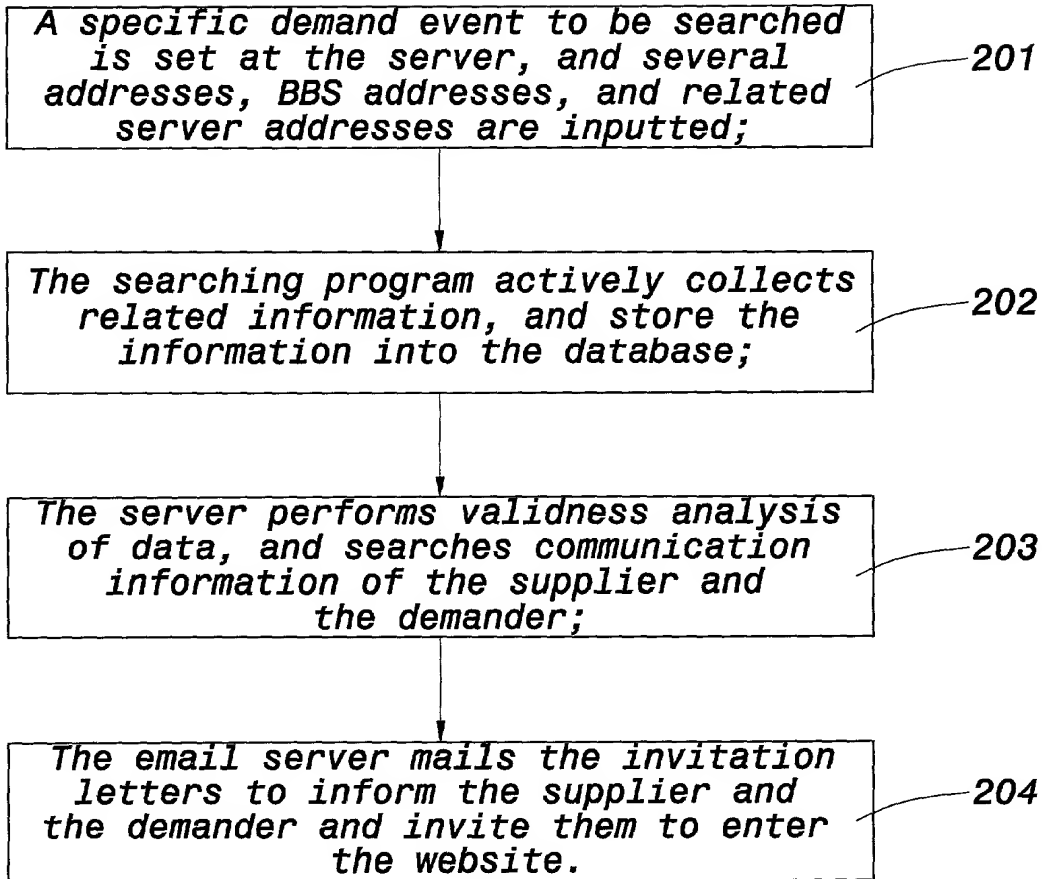 A specific demand event to be searched
is set at the server, and several
addresses, BBS addresses, and related
server addresses are inputted;
201
The searching program actively collects
related information, and store the
information into the database;
202
The server performs validness analysis
of data, and searches communication
information of the supplier and
the demander;
203
The email server mails the invitation
letters to inform the supplier and
the demander and invite them to enter
the website.
204